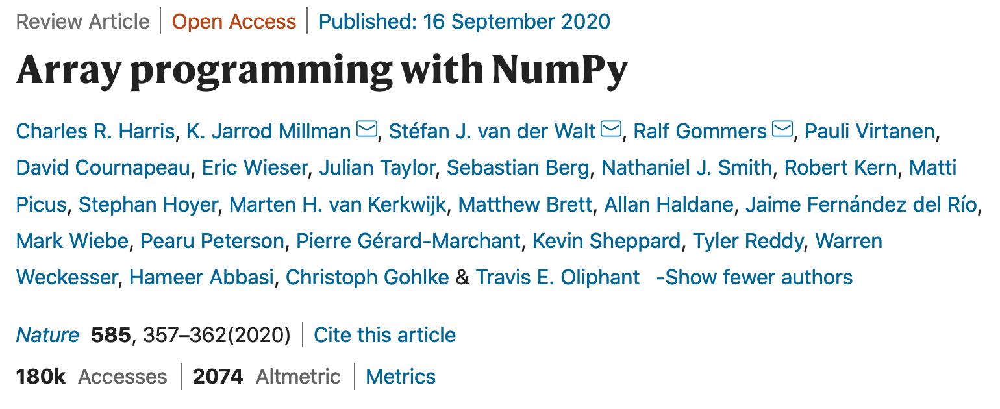 Review Article | Open Access | Published: 16 September 2020
Array programming with NumPy
Charles R. Harris, K. Jarrod Millman, Stéfan J. van der Walt, Ralf Gommers, Pauli Virtanen,
David Cournapeau, Eric Wieser, Julian Taylor, Sebastian Berg, Nathaniel J. Smith, Robert Kern, Matti
Picus, Stephan Hoyer, Marten H. van Kerkwijk, Matthew Brett, Allan Haldane, Jaime Fernández del Río,
Mark Wiebe, Pearu Peterson, Pierre Gérard-Marchant, Kevin Sheppard, Tyler Reddy, Warren
Weckesser, Hameer Abbasi, Christoph Gohlke & Travis E. Oliphant -Show fewer authors
Nature 585, 357–362(2020) | Cite this article
180k Accesses | 2074 Altmetric | Metrics